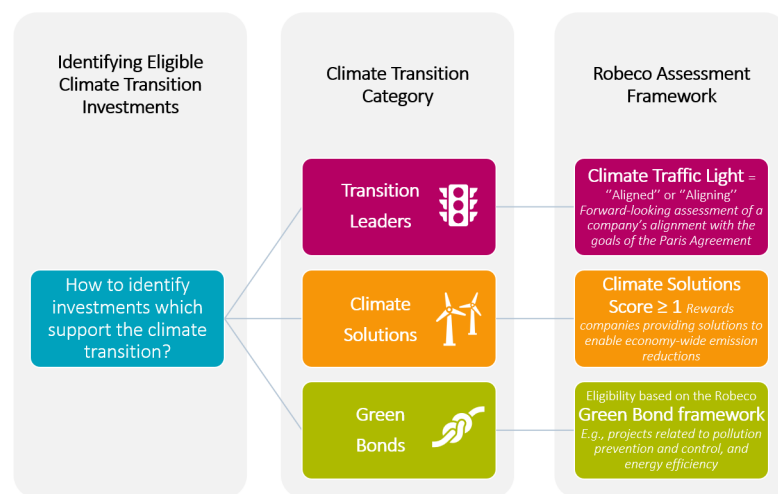 Identifying Eligible
Climate Transition
Investments
Climate Transition
Category
Robeco Assessment
Framework
How to identify
investments which
support the climate
transition?
Transition
Leaders
Climate Traffic Light =
“Aligned” or “Aligning”
Forward-looking assessment of a
company’s alignment with the
goals of the Paris Agreement
Climate
Solutions
Climate Solutions
Score ≥ 1 Rewards
companies providing solutions to
enable economy-wide emission
reductions
Green
Bonds
Eligibility based on the Robeco
Green Bond framework
E.g., projects related to pollution
prevention and control, and
energy efficiency